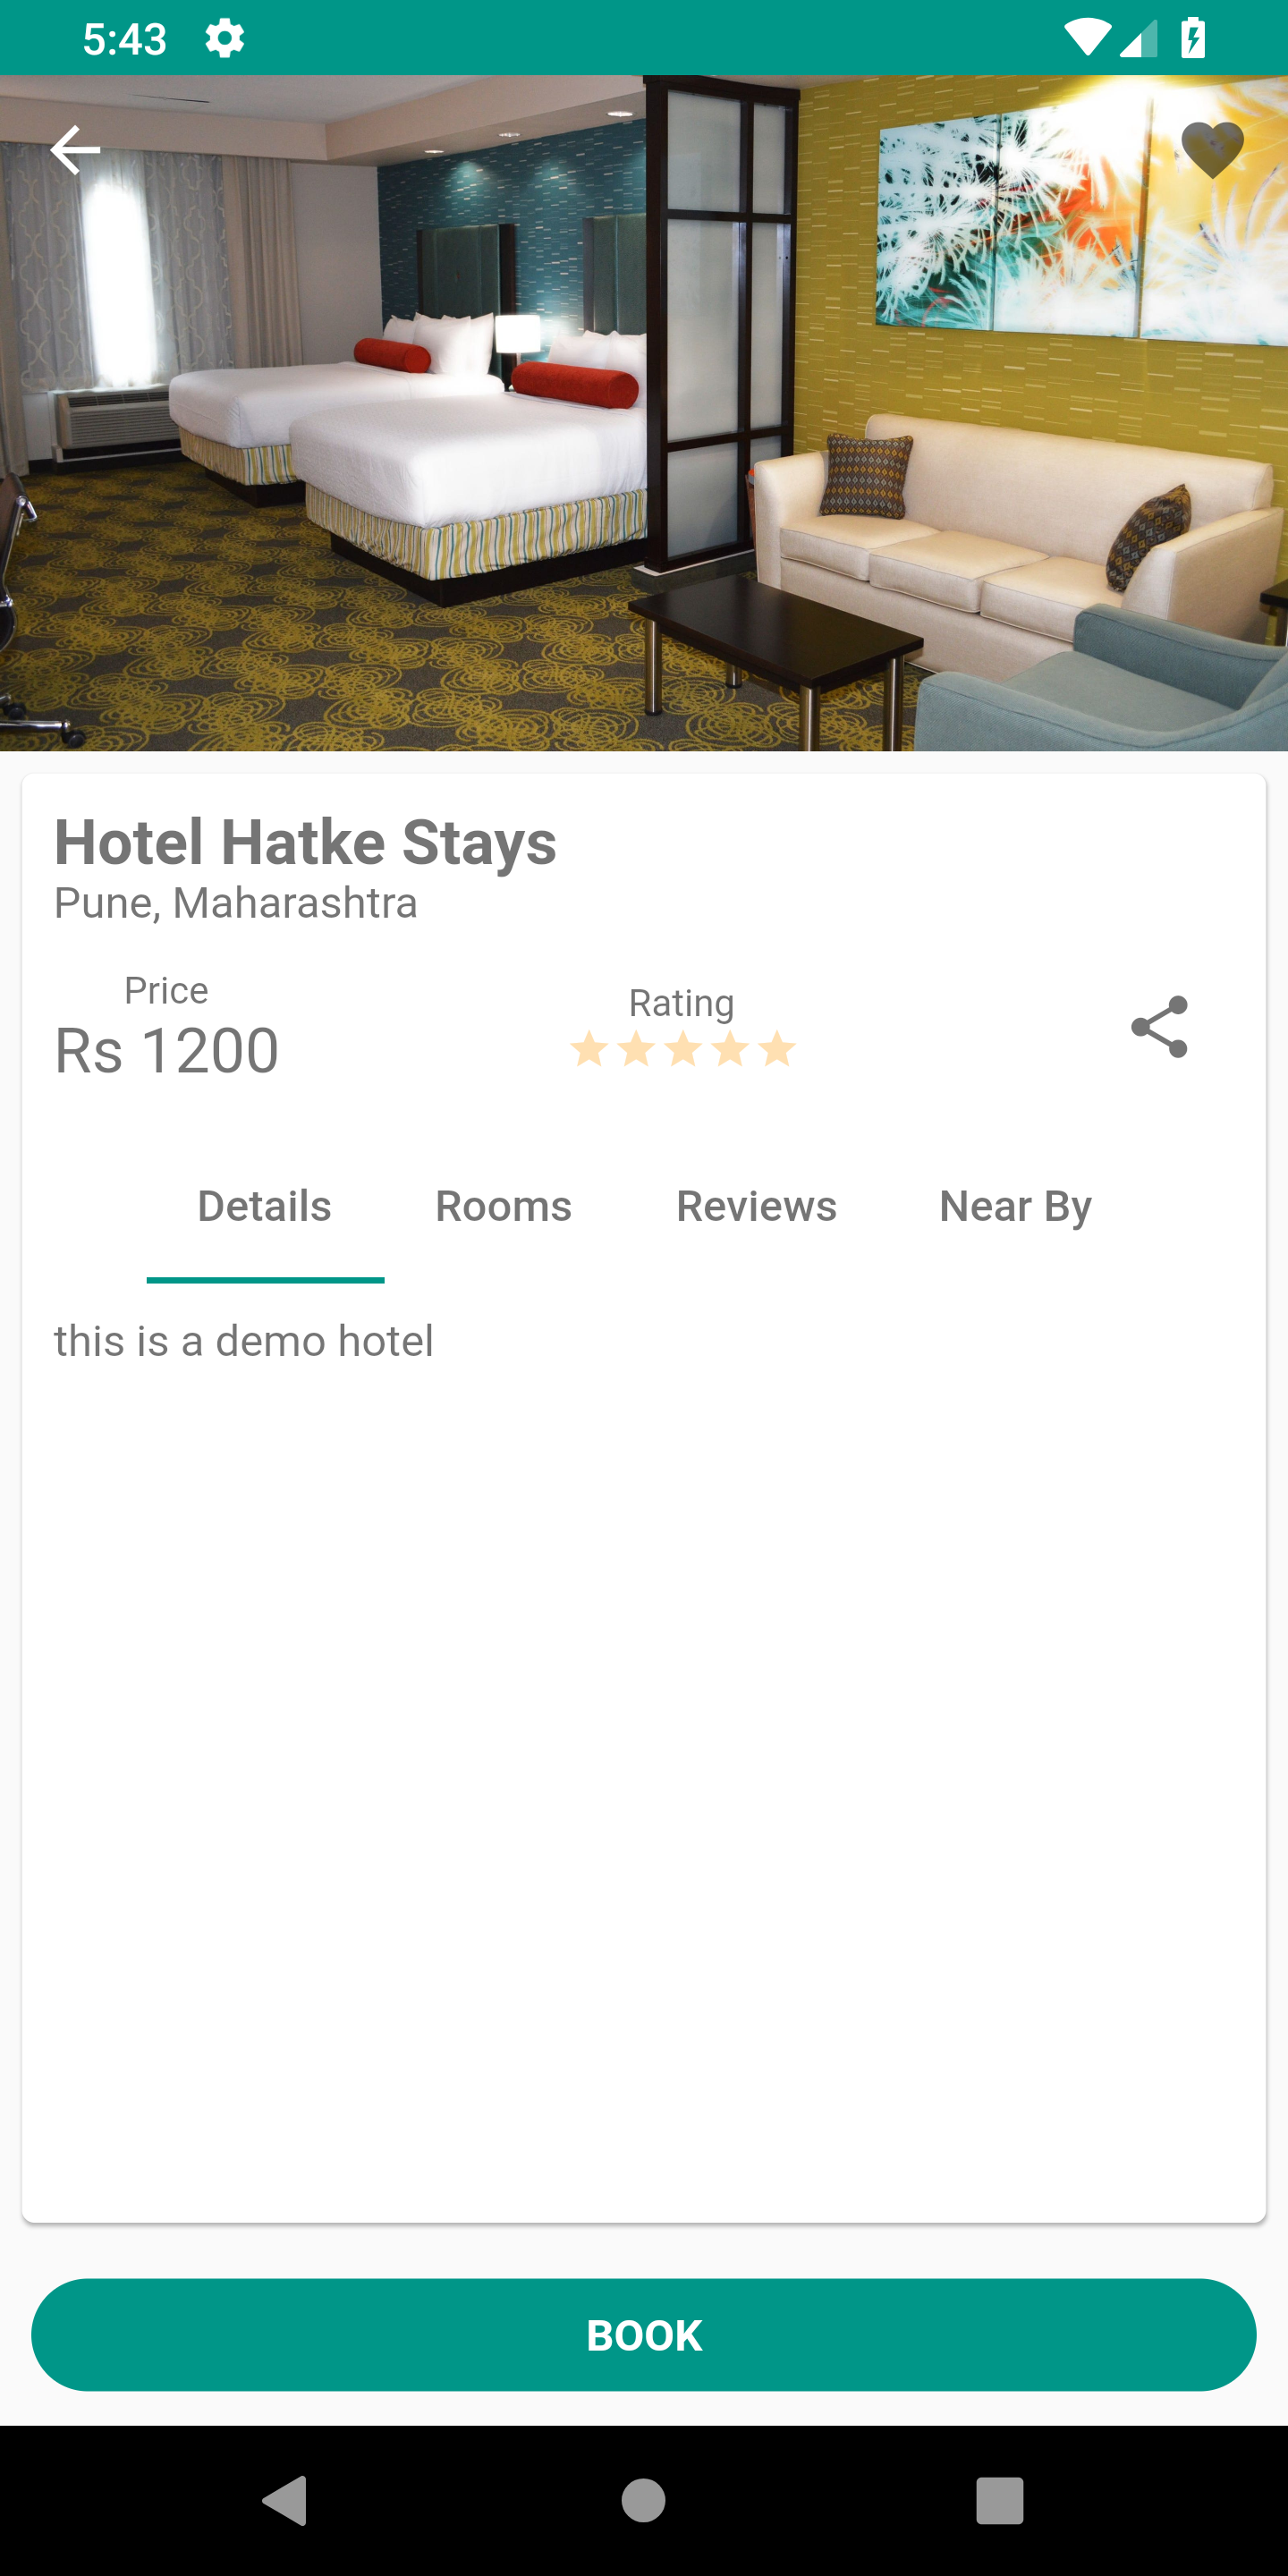 5:43
Hotel Hatke Stays
Pune, Maharashtra
Price
Rs 1200
Rating
Details Rooms Reviews Near By
this is a demo hotel
BOOK